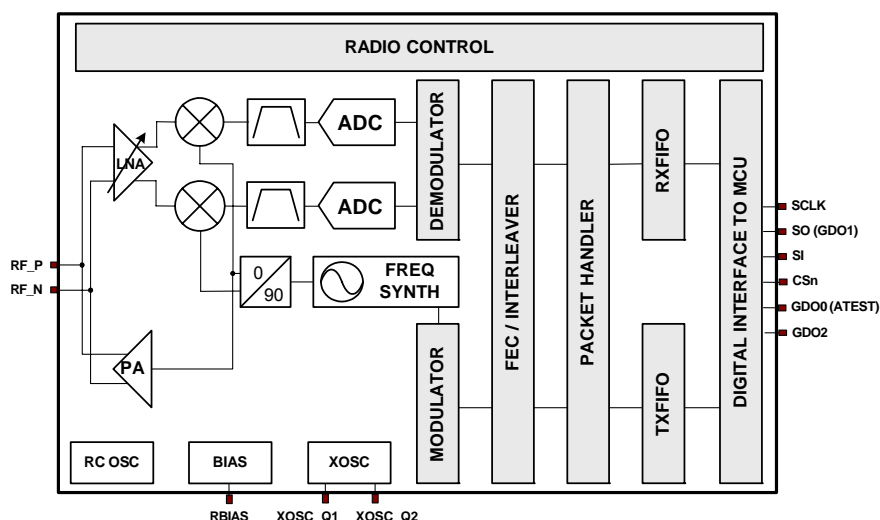 RADIO CONTROL
LNA
ADC
ADC
DEMODULATOR
FEC / INTERLEAVER
PACKET HANDLER
RXFIFO
DIGITAL INTERFACE TO MCU
SCLK
SO (GDO1)
SI
CSn
GDO0 (ATEST)
GDO2
RF_P
RF_N
0
90
FREQ
SYNTH
PA
MODULATOR
TXFIFO
RC OSC
BIAS
XOSC
RBIAS
XOSC_Q1
XOSC_Q2